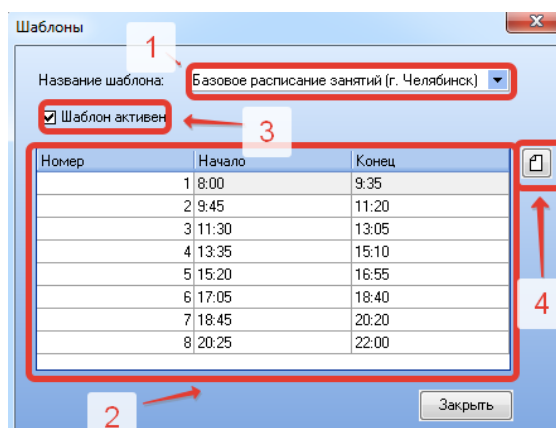 Шаблоны
1
Название шаблона: Базовое расписание занятий (г. Челябинск)
Шаблон активен
3
Номер Начало Конец
1 8:00 9:35
2 9:45 11:20
3 11:30 13:05
4 13:35 15:10
5 15:20 16:55
6 17:05 18:40
7 18:45 20:20
8 20:25 22:00
4
2
Закрыть